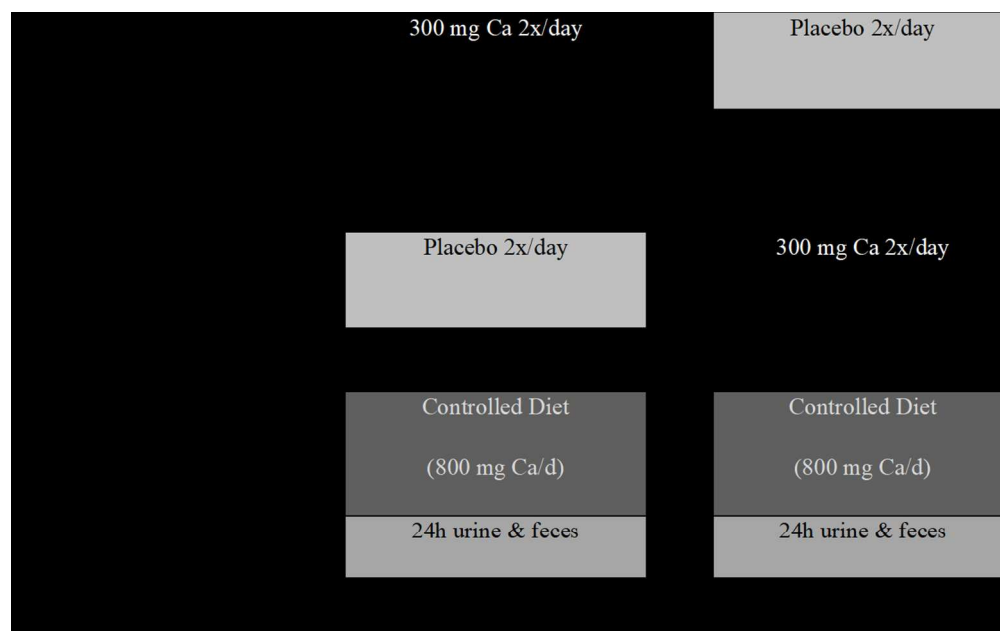 300 mg Ca 2x/day
Placebo 2x/day
Placebo 2x/day
300 mg Ca 2x/day
Controlled Diet
(800 mg Ca/d)
Controlled Diet
(800 mg Ca/d)
24h urine & feces
24h urine & feces